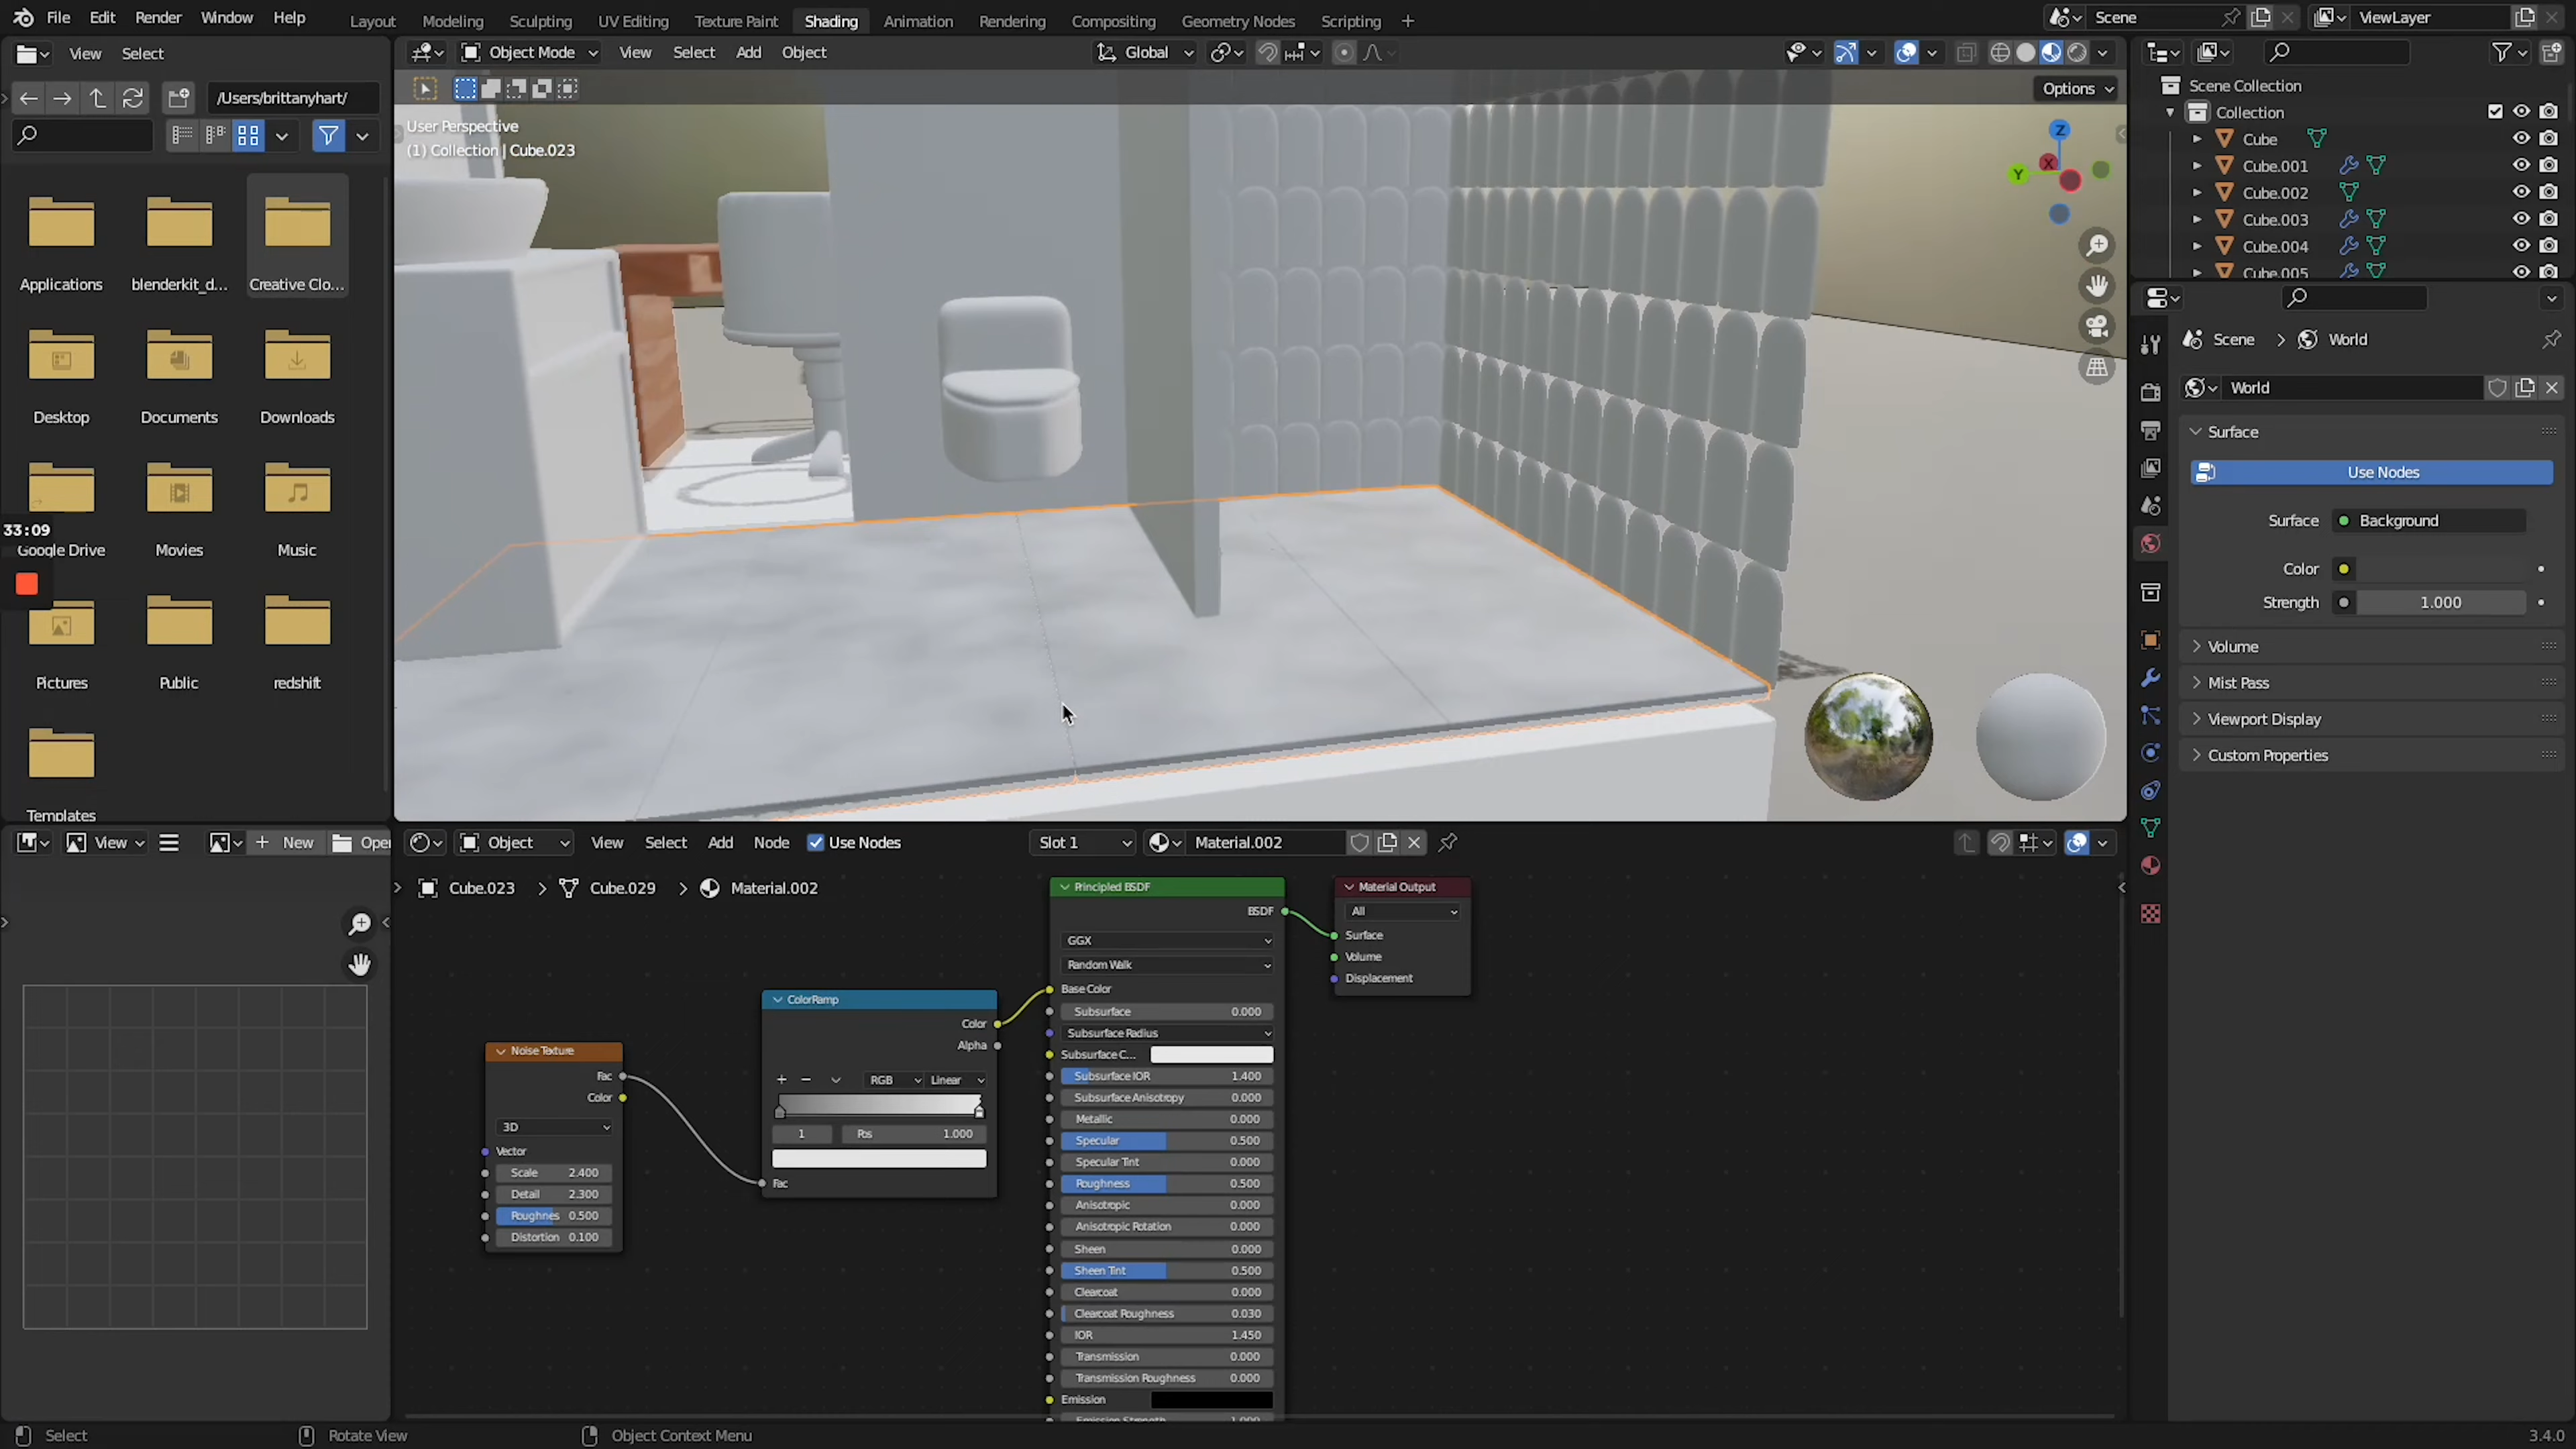 File Edit Render Window Help
Layout Modeling Sculpting UV Editing Texture Paint Shading Animation Rendering Compositing Geometry Nodes Scripting +
Scene
ViewLayer
View Select
Object Mode View Select Add Object
Global
/Users/brittanyhart/
Options
User Perspective
(1) Collection | Cube.023
Z
X
Y
Scene Collection
Collection
Cube
Cube.001
Cube.002
Cube.003
Cube.004
Cube.005
Applications
blenderkit_d...
Creative Clo...
Desktop
Documents
Downloads
33:09
Google Drive
Movies
Music
Pictures
Public
redshift
Templates
Scene > World
World
Surface
Use Nodes
Surface Background
Color
Strength 1.000
Volume
Mist Pass
Viewport Display
Custom Properties
View
New
Oper
Object View Select Add Node Use Nodes
Slot 1
Material.002
Cube.023 > Cube.029 > Material.002
Noise Texture
Fac
Color
3D
Vector
Scale 2.400
Detail 2.300
Roughnes 0.500
Distortion 0.100
ColorRamp
Color
Alpha
RGB Linear
1 Pos 1.000
Fac
Principled BSDF
BSDF
GGX
Random Walk
Base Color
Subsurface 0.000
Subsurface Radius
Subsurface C...
Subsurface IOR 1.400
Subsurface Anisotropy 0.000
Metallic 0.000
Specular 0.500
Specular Tint 0.000
Roughness 0.500
Anisotropic 0.000
Anisotropic Rotation 0.000
Sheen 0.000
Sheen Tint 0.500
Clearcoat 0.000
Clearcoat Roughness 0.030
IOR 1.450
Transmission 0.000
Transmission Roughness 0.000
Emission
Emission Strength 1.000
Material Output
All
Surface
Volume
Displacement
Select
Rotate View
Object Context Menu
3.4.0